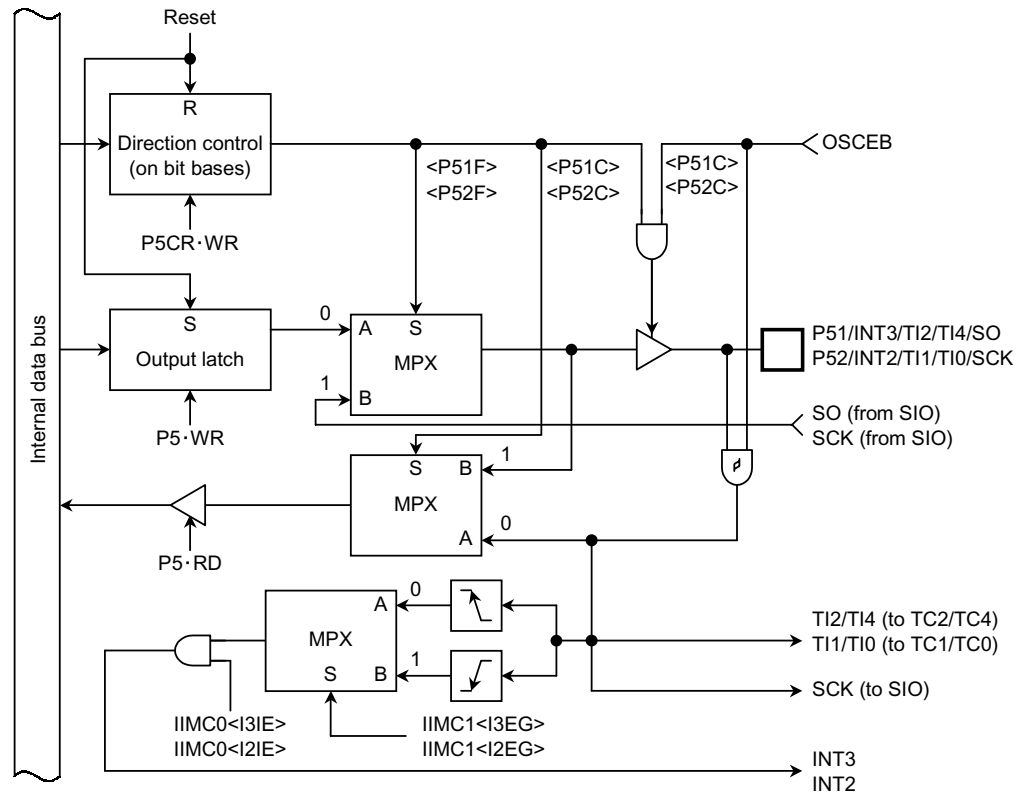 Reset
Internal data bus
R
Direction control
(on bit bases)
P5CR·WR
<P51F>
<P52F>
<P51C>
<P52C>
<P51C>
<P52C>
OSCEB
S
Output latch
P5·WR
0
A
S
MPX
1
B
P51/INT3/TI2/TI4/SO
P52/INT2/TI1/TI0/SCK
SO (from SIO)
SCK (from SIO)
S
B
1
MPX
A
0
P5·RD
A
0
MPX
S
B
1
TI2/TI4 (to TC2/TC4)
TI1/TI0 (to TC1/TC0)
SCK (to SIO)
IIMC0<I3IE>
IIMC0<I2IE>
IIMC1<I3EG>
IIMC1<I2EG>
INT3
INT2